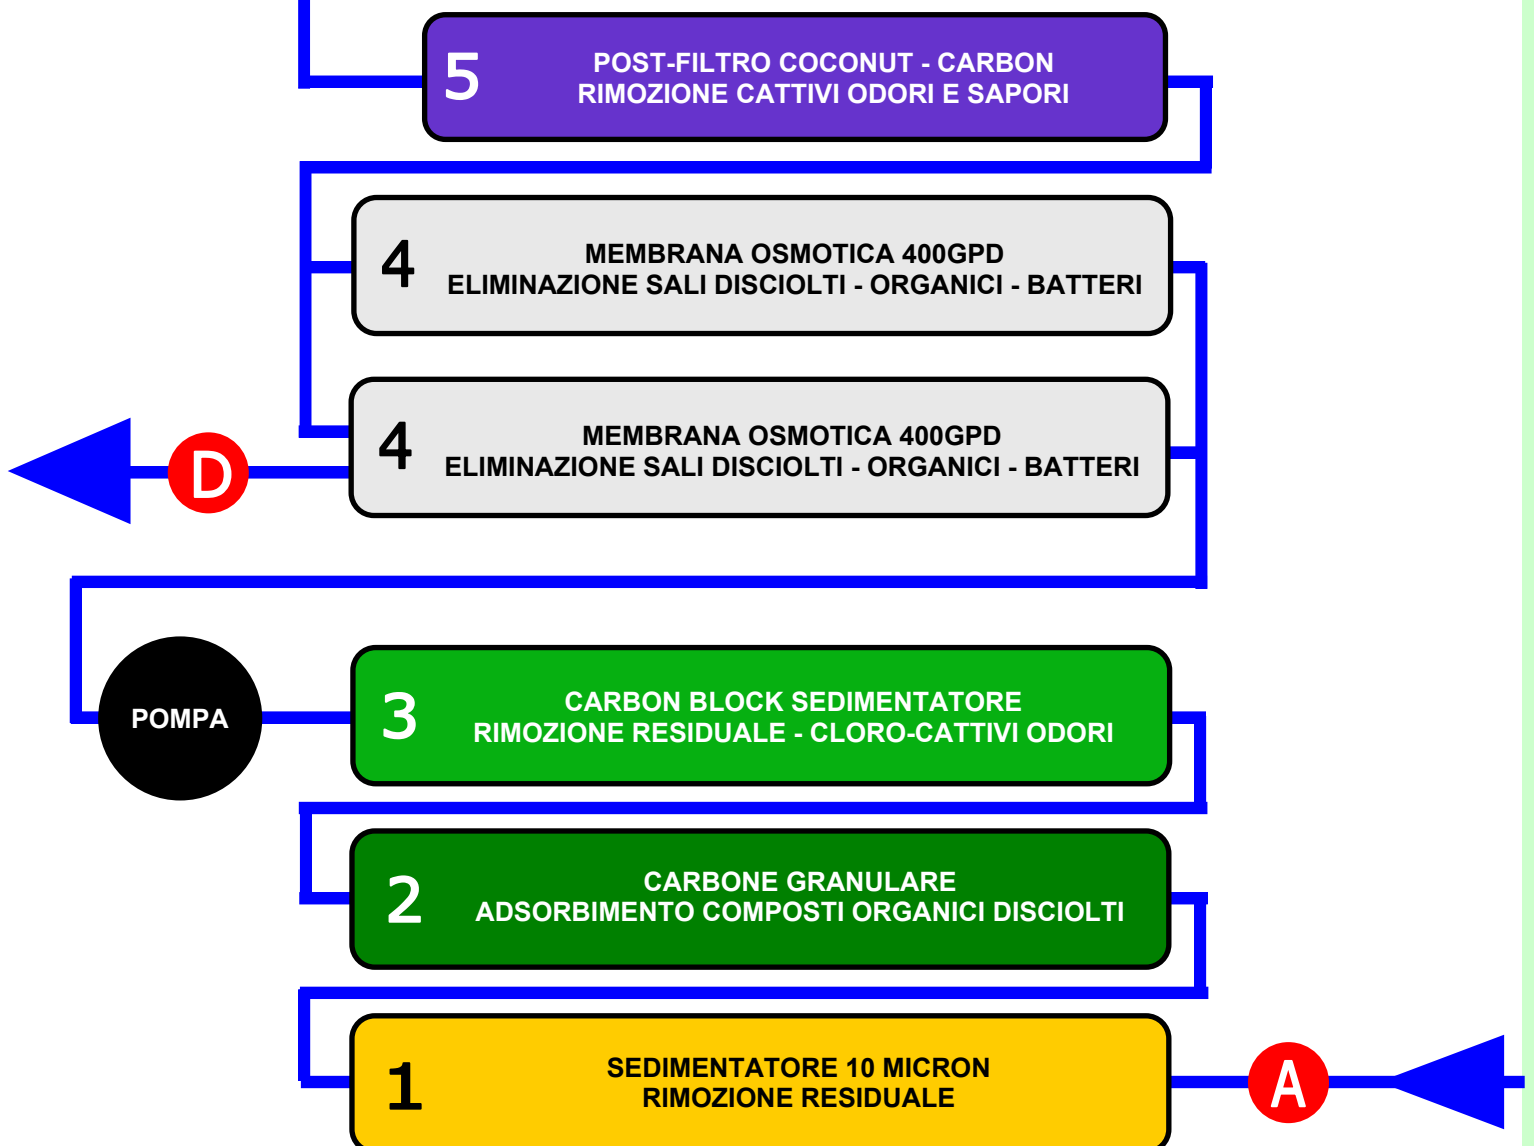 5
POST-FILTRO COCONUT - CARBON
RIMOZIONE CATTIVI ODORI E SAPORI
4
MEMBRANA OSMOTICA 400GPD
ELIMINAZIONE SALI DISCIOLTI - ORGANICI - BATTERI
4
MEMBRANA OSMOTICA 400GPD
ELIMINAZIONE SALI DISCIOLTI - ORGANICI - BATTERI
D
POMPA
3
CARBON BLOCK SEDIMENTATORE
RIMOZIONE RESIDUALE - CLORO-CATTIVI ODORI
2
CARBONE GRANULARE
ADSORBIMENTO COMPOSTI ORGANICI DISCIOLTI
1
SEDIMENTATORE 10 MICRON
RIMOZIONE RESIDUALE
A